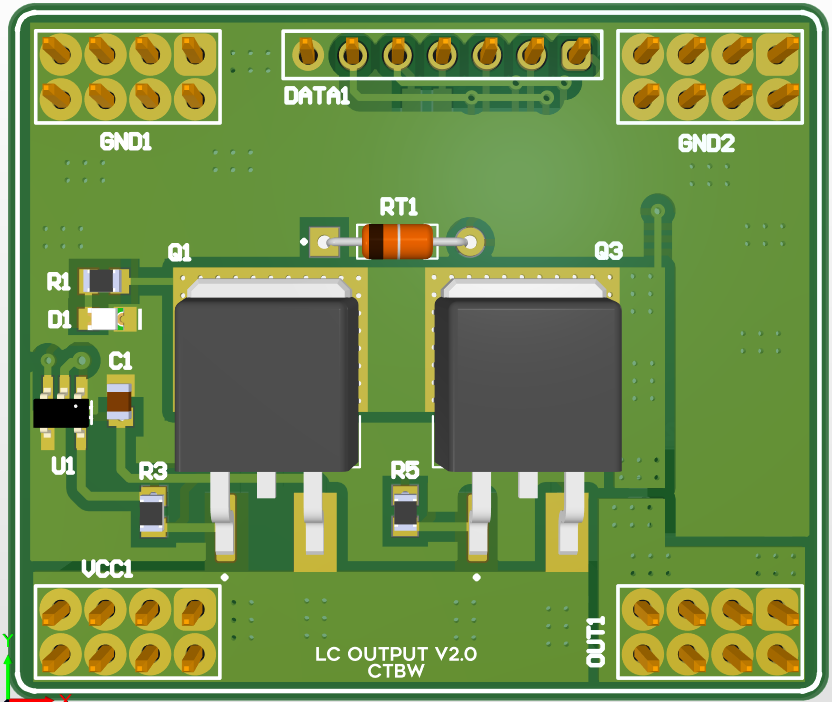 DATA1
GND1
GND2
RT1
Q1
Q3
R1
D1
C1
U1
R3
R5
VCC1
OUT1
LC OUTPUT V2.0
CTBW
Y
X